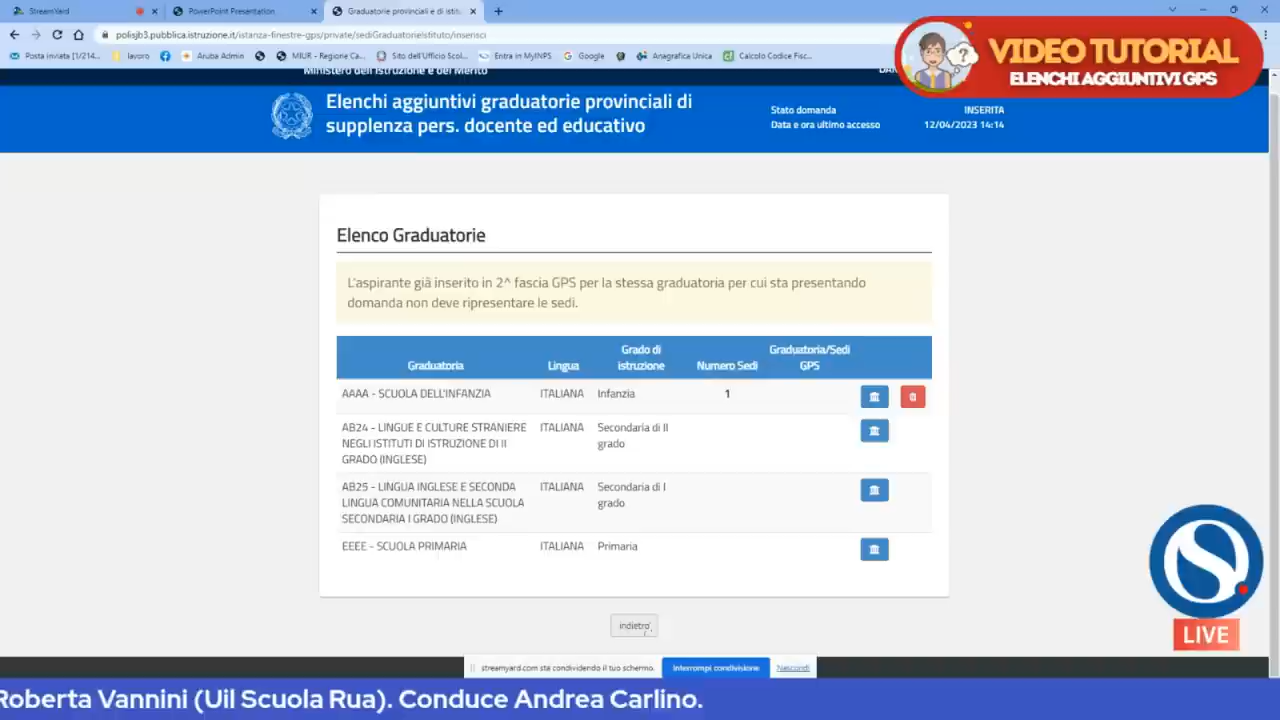 StreamYard
PowerPoint Presentation
Graduatorie provinciali e di istitu
polisjb3.pubblica.istruzione.it/istanza-finestre-gps/private/sediGraduatorieIstituto/inserisci
Posta inviata (1/214...
lavoro
Aruba Admin
MIUR - Regione Ca...
Sito dell'Ufficio Scol...
Entra in MyINPS
Google
Anagrafica Unica
Calcolo Codice Fisc...
VIDEO TUTORIAL
ELENCHI AGGIUNTIVI GPS
Ministero dell'Istruzione e del Merito
Elenchi aggiuntivi graduatorie provinciali di
supplenza pers. docente ed educativo
Stato domanda INSERITA
Data e ora ultimo accesso 12/04/2023 14:14
Elenco Graduatorie
L'aspirante già inserito in 2^ fascia GPS per la stessa graduatoria per cui sta presentando
domanda non deve ripresentare le sedi.
Graduatoria Lingua Grado di istruzione Numero Sedi Graduatoria/Sedi GPS
AAAA - SCUOLA DELL'INFANZIA ITALIANA Infanzia 1
AB24 - LINGUE E CULTURE STRANIERE ITALIANA Secondaria di II
NEGLI ISTITUTI DI ISTRUZIONE DI II grado
GRADO (INGLESE)
AB25 - LINGUA INGLESE E SECONDA ITALIANA Secondaria di I
LINGUA COMUNITARIA NELLA SCUOLA grado
SECONDARIA I GRADO (INGLESE)
EEEE - SCUOLA PRIMARIA ITALIANA Primaria
indietro
S
LIVE
streamyard.com sta condividendo il tuo schermo.
Interrompi condivisione
Nascondi
Roberta Vannini (Uil Scuola Rua). Conduce Andrea Carlino.